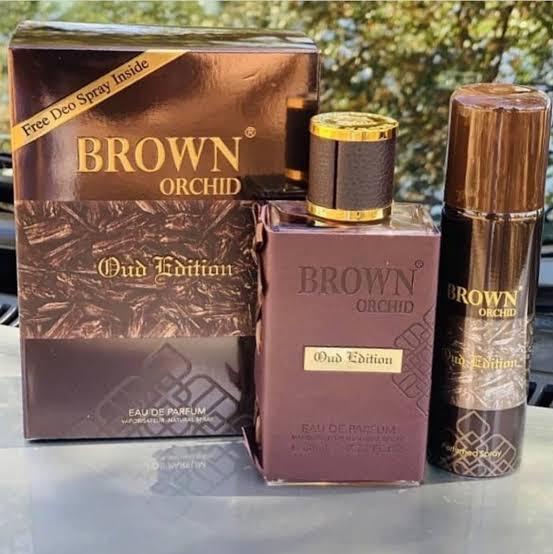 Free Deo Spray Inside
BROWN®
ORCHID
Oud Edition
EAU DE PARFUM
VAPORISATEUR-NATURAL SPRAY
BROWN®
ORCHID
Oud Edition
EAU DE PARFUM
BROWN®
ORCHID
Oud Edition
Perfumed Spray